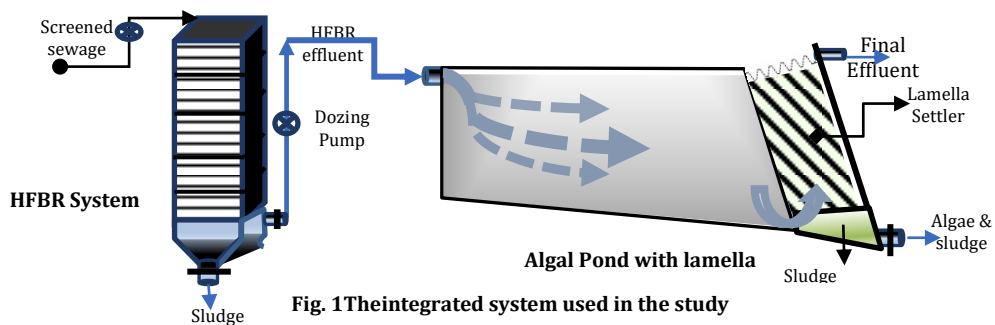 Screened
sewage
HFBR
effluent
Dozing
Pump
HFBR System
Sludge
Final
Effluent
Lamella
Settler
Algae &
sludge
Algal Pond with lamella
Sludge
Fig. 1Theintegrated system used in the study